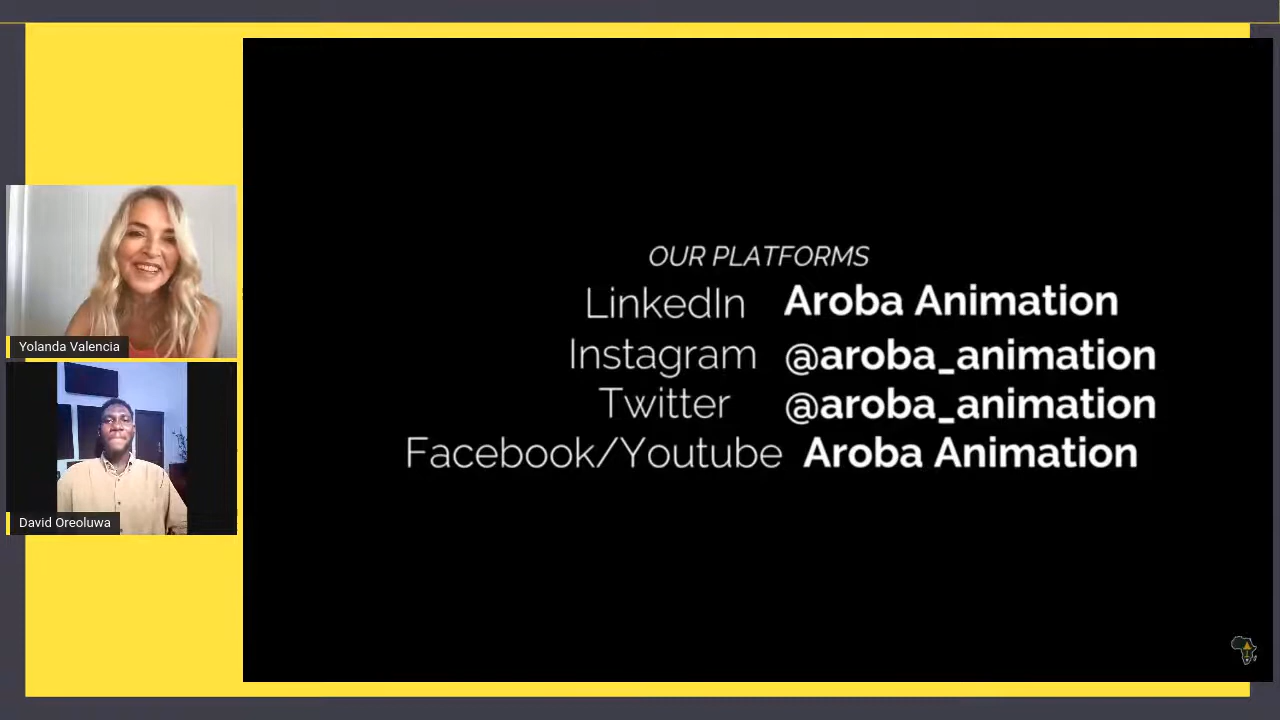 OUR PLATFORMS
LinkedIn Aroba Animation
Instagram @aroba_animation
Twitter @aroba_animation
Facebook/Youtube Aroba Animation
Yolanda Valencia
David Oreoluwa